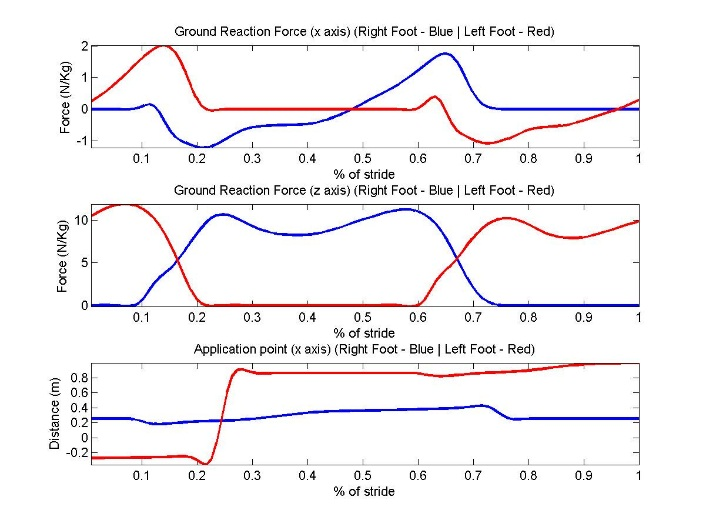 Ground Reaction Force (x axis) (Right Foot - Blue | Left Foot - Red)
2
1
0
-1
Force (N/Kg)
0.1 0.2 0.3 0.4 0.5 0.6 0.7 0.8 0.9 1
% of stride
Ground Reaction Force (z axis) (Right Foot - Blue | Left Foot - Red)
10
5
0
Force (N/Kg)
0.1 0.2 0.3 0.4 0.5 0.6 0.7 0.8 0.9 1
% of stride
Application point (x axis) (Right Foot - Blue | Left Foot - Red)
0.8
0.6
0.4
0.2
0
-0.2
Distance (m)
0.1 0.2 0.3 0.4 0.5 0.6 0.7 0.8 0.9 1
% of stride